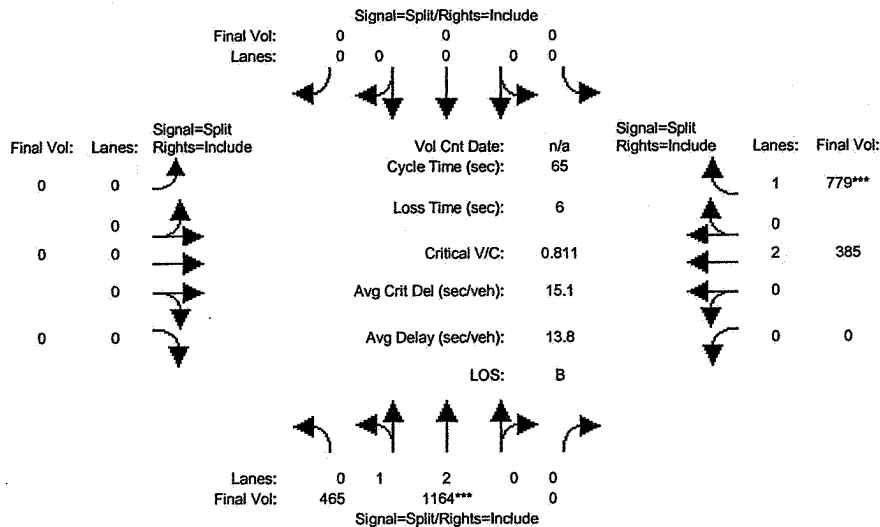 Signal=Split/Rights=Include
Final Vol: 0 0 0
Lanes: 0 0 0 0 0
Signal=Split
Rights=Include
Final Vol: Lanes:
0 0
0
0 0
0
0 0
Vol Cnt Date: n/a
Cycle Time (sec): 65
Loss Time (sec): 6
Critical V/C: 0.811
Avg Crit Del (sec/veh): 15.1
Avg Delay (sec/veh): 13.8
LOS: B
Signal=Split
Rights=Include
Lanes: Final Vol:
1 779***
0
2 385
0
0 0
Lanes: 0 1 2 0 0
Final Vol: 465 1164*** 0
Signal=Split/Rights=Include